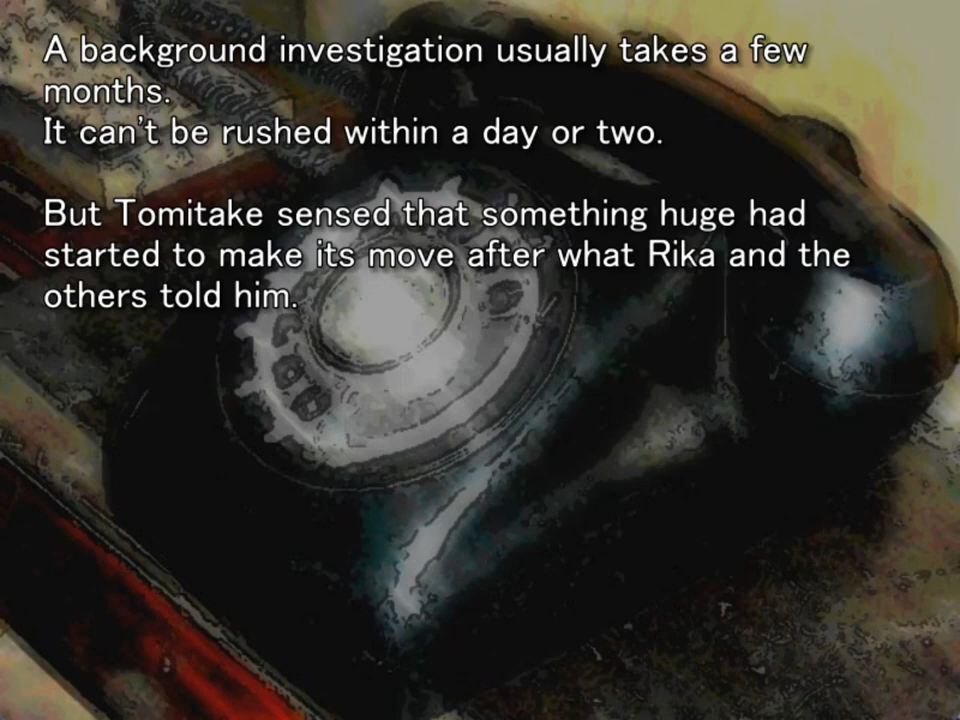 A background investigation usually takes a few
months.
It can't be rushed within a day or two.
But Tomitake sensed that something huge had
started to make its move after what Rika and the
others told him.